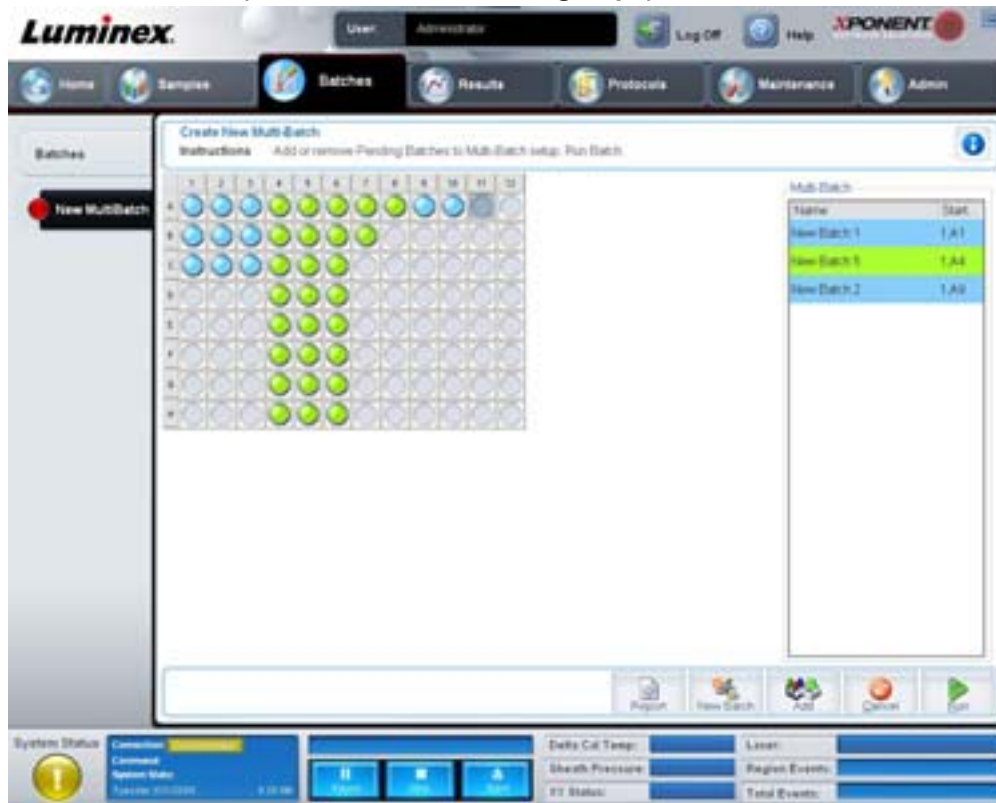 Luminex
User: Administrator
Log Off
Help
XPONENT
Home
Samples
Batches
Results
Protocols
Maintenance
Admin
Batches
New MultiBatch
Create New Multi-Batch
Instructions Add or remove Pending Batches to Multi-Batch setup. Run Batch.
1 2 3 4 5 6 7 8 9 10 11 12
A
B
C
D
E
F
G
H
Multi-Batch
Name Start
New Batch 1 1,A1
New Batch 5 1,A4
New Batch 2 1,A9
Report
New Batch
Add
Cancel
Run
System Status
Connection
Command
System State
Delta Cal Temp:
Sheath Pressure:
XY Status:
Laser:
Region Events:
Total Events: